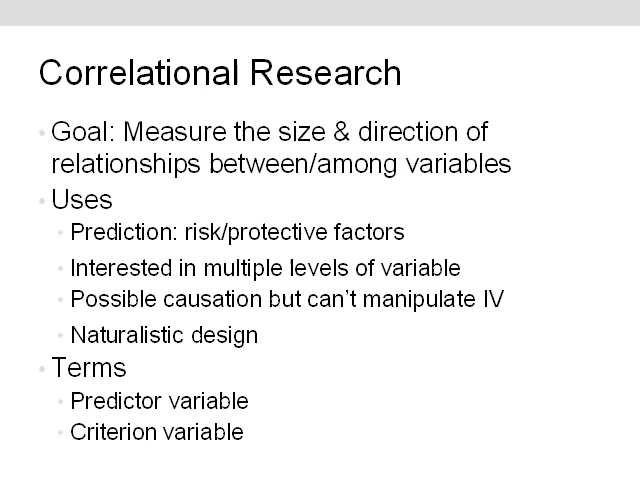 Correlational Research
• Goal: Measure the size & direction of
relationships between/among variables
• Uses
• Prediction: risk/protective factors
• Interested in multiple levels of variable
• Possible causation but can’t manipulate IV
• Naturalistic design
• Terms
• Predictor variable
• Criterion variable